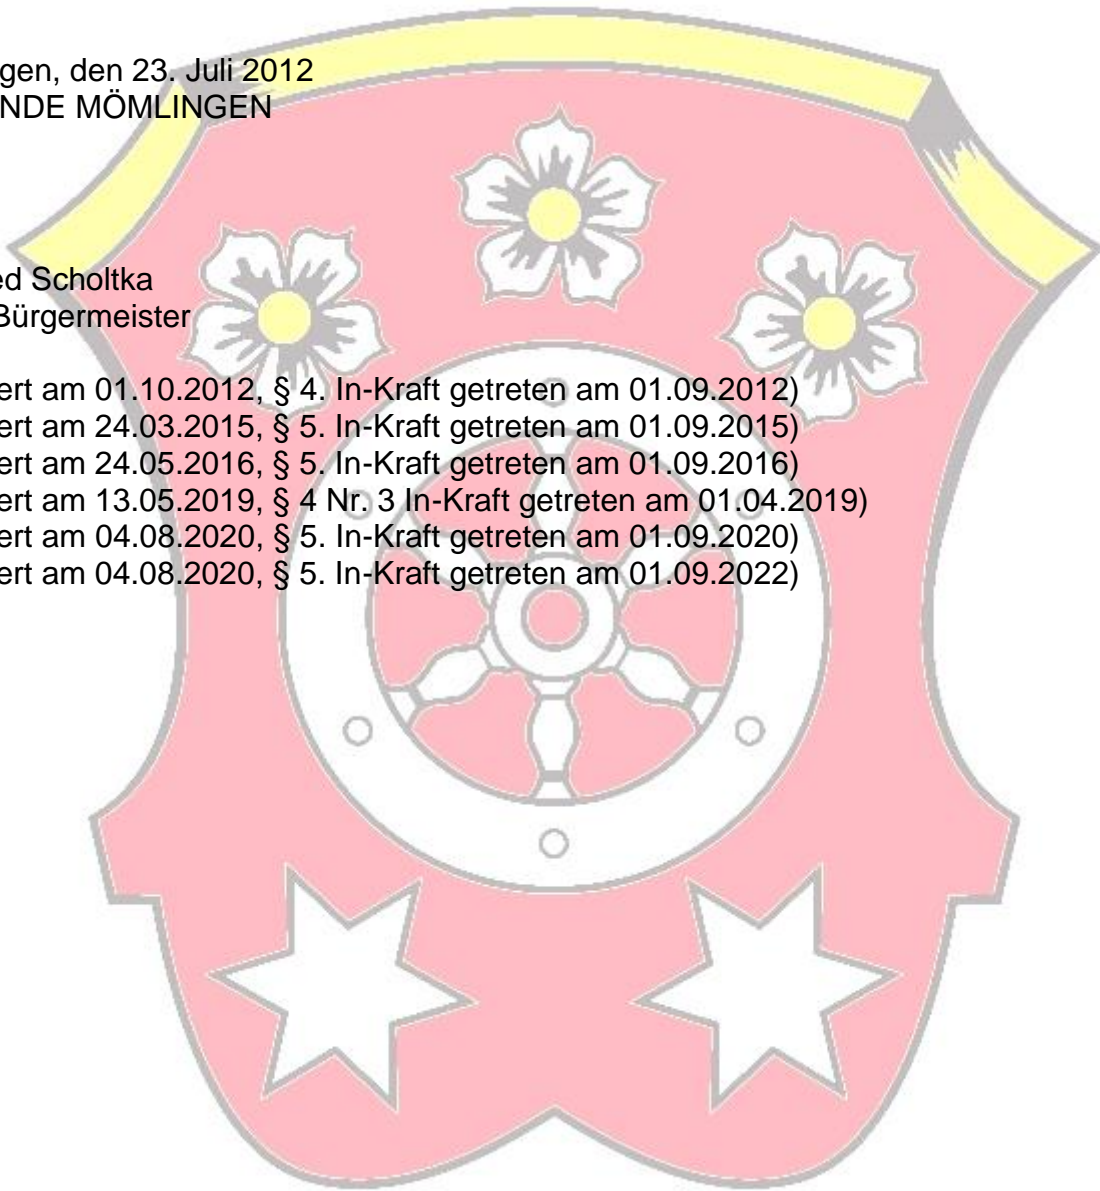 gen, den 23. Juli 2012
NDE MÖMLINGEN
ed Scholtka
Bürgermeister
ert am 01.10.2012, § 4. In-Kraft getreten am 01.09.2012)
ert am 24.03.2015, § 5. In-Kraft getreten am 01.09.2015)
ert am 24.05.2016, § 5. In-Kraft getreten am 01.09.2016)
ert am 13.05.2019, § 4 Nr. 3 In-Kraft getreten am 01.04.2019)
ert am 04.08.2020, § 5. In-Kraft getreten am 01.09.2020)
ert am 04.08.2020, § 5. In-Kraft getreten am 01.09.2022)